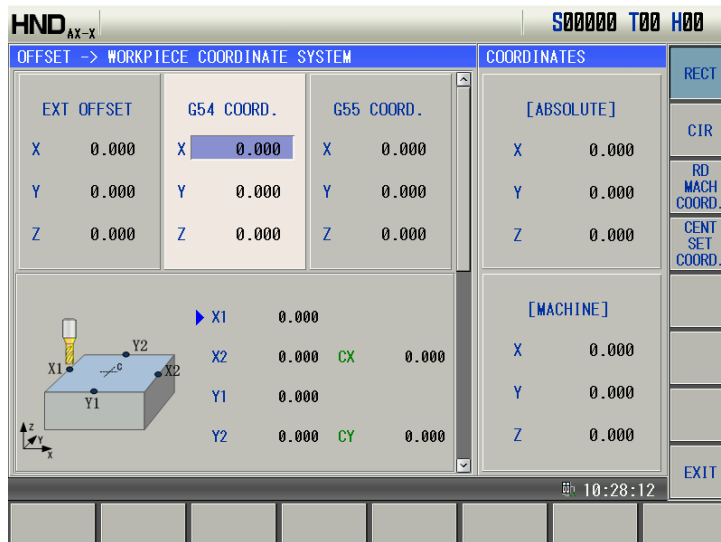 HND AX-X S00000 T00 H00
OFFSET -> WORKPIECE COORDINATE SYSTEM
COORDINATES
RECT
CIR
RD
MACH
COORD.
CENT
SET
COORD.
EXIT
EXT OFFSET G54 COORD. G55 COORD.
X 0.000 X 0.000 X 0.000
Y 0.000 Y 0.000 Y 0.000
Z 0.000 Z 0.000 Z 0.000
[ABSOLUTE]
X 0.000
Y 0.000
Z 0.000
X1 0.000
X2 0.000 CX 0.000
Y1 0.000
Y2 0.000 CY 0.000
Y2
X1 C X2
Y1
Z
Y
X
[MACHINE]
X 0.000
Y 0.000
Z 0.000
10:28:12